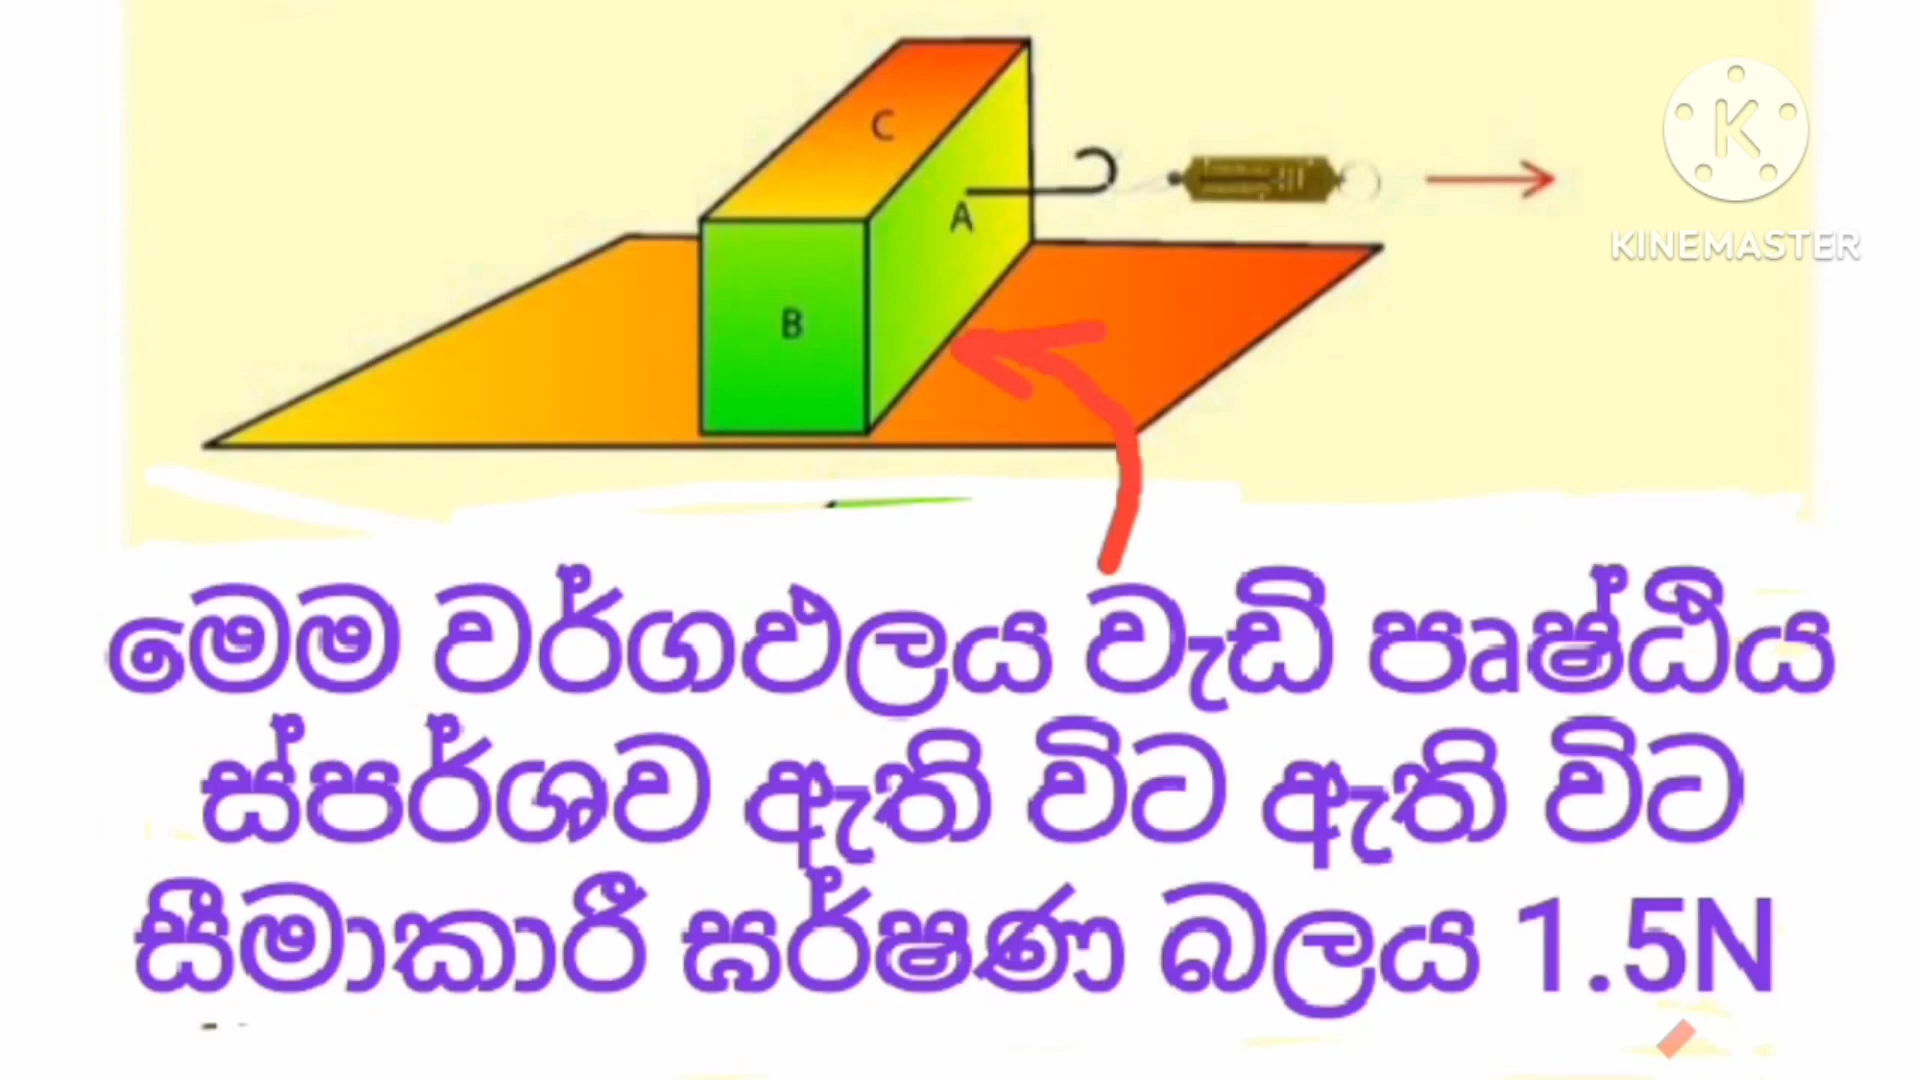 C
A
B
K
KINEMASTER
මෙම වර්ගඵලය වැඩි පෘෂ්ඨිය
ස්පර්ශව ඇති විට ඇති විට
සීමාකාරී ඝර්ෂණ බලය 1.5N